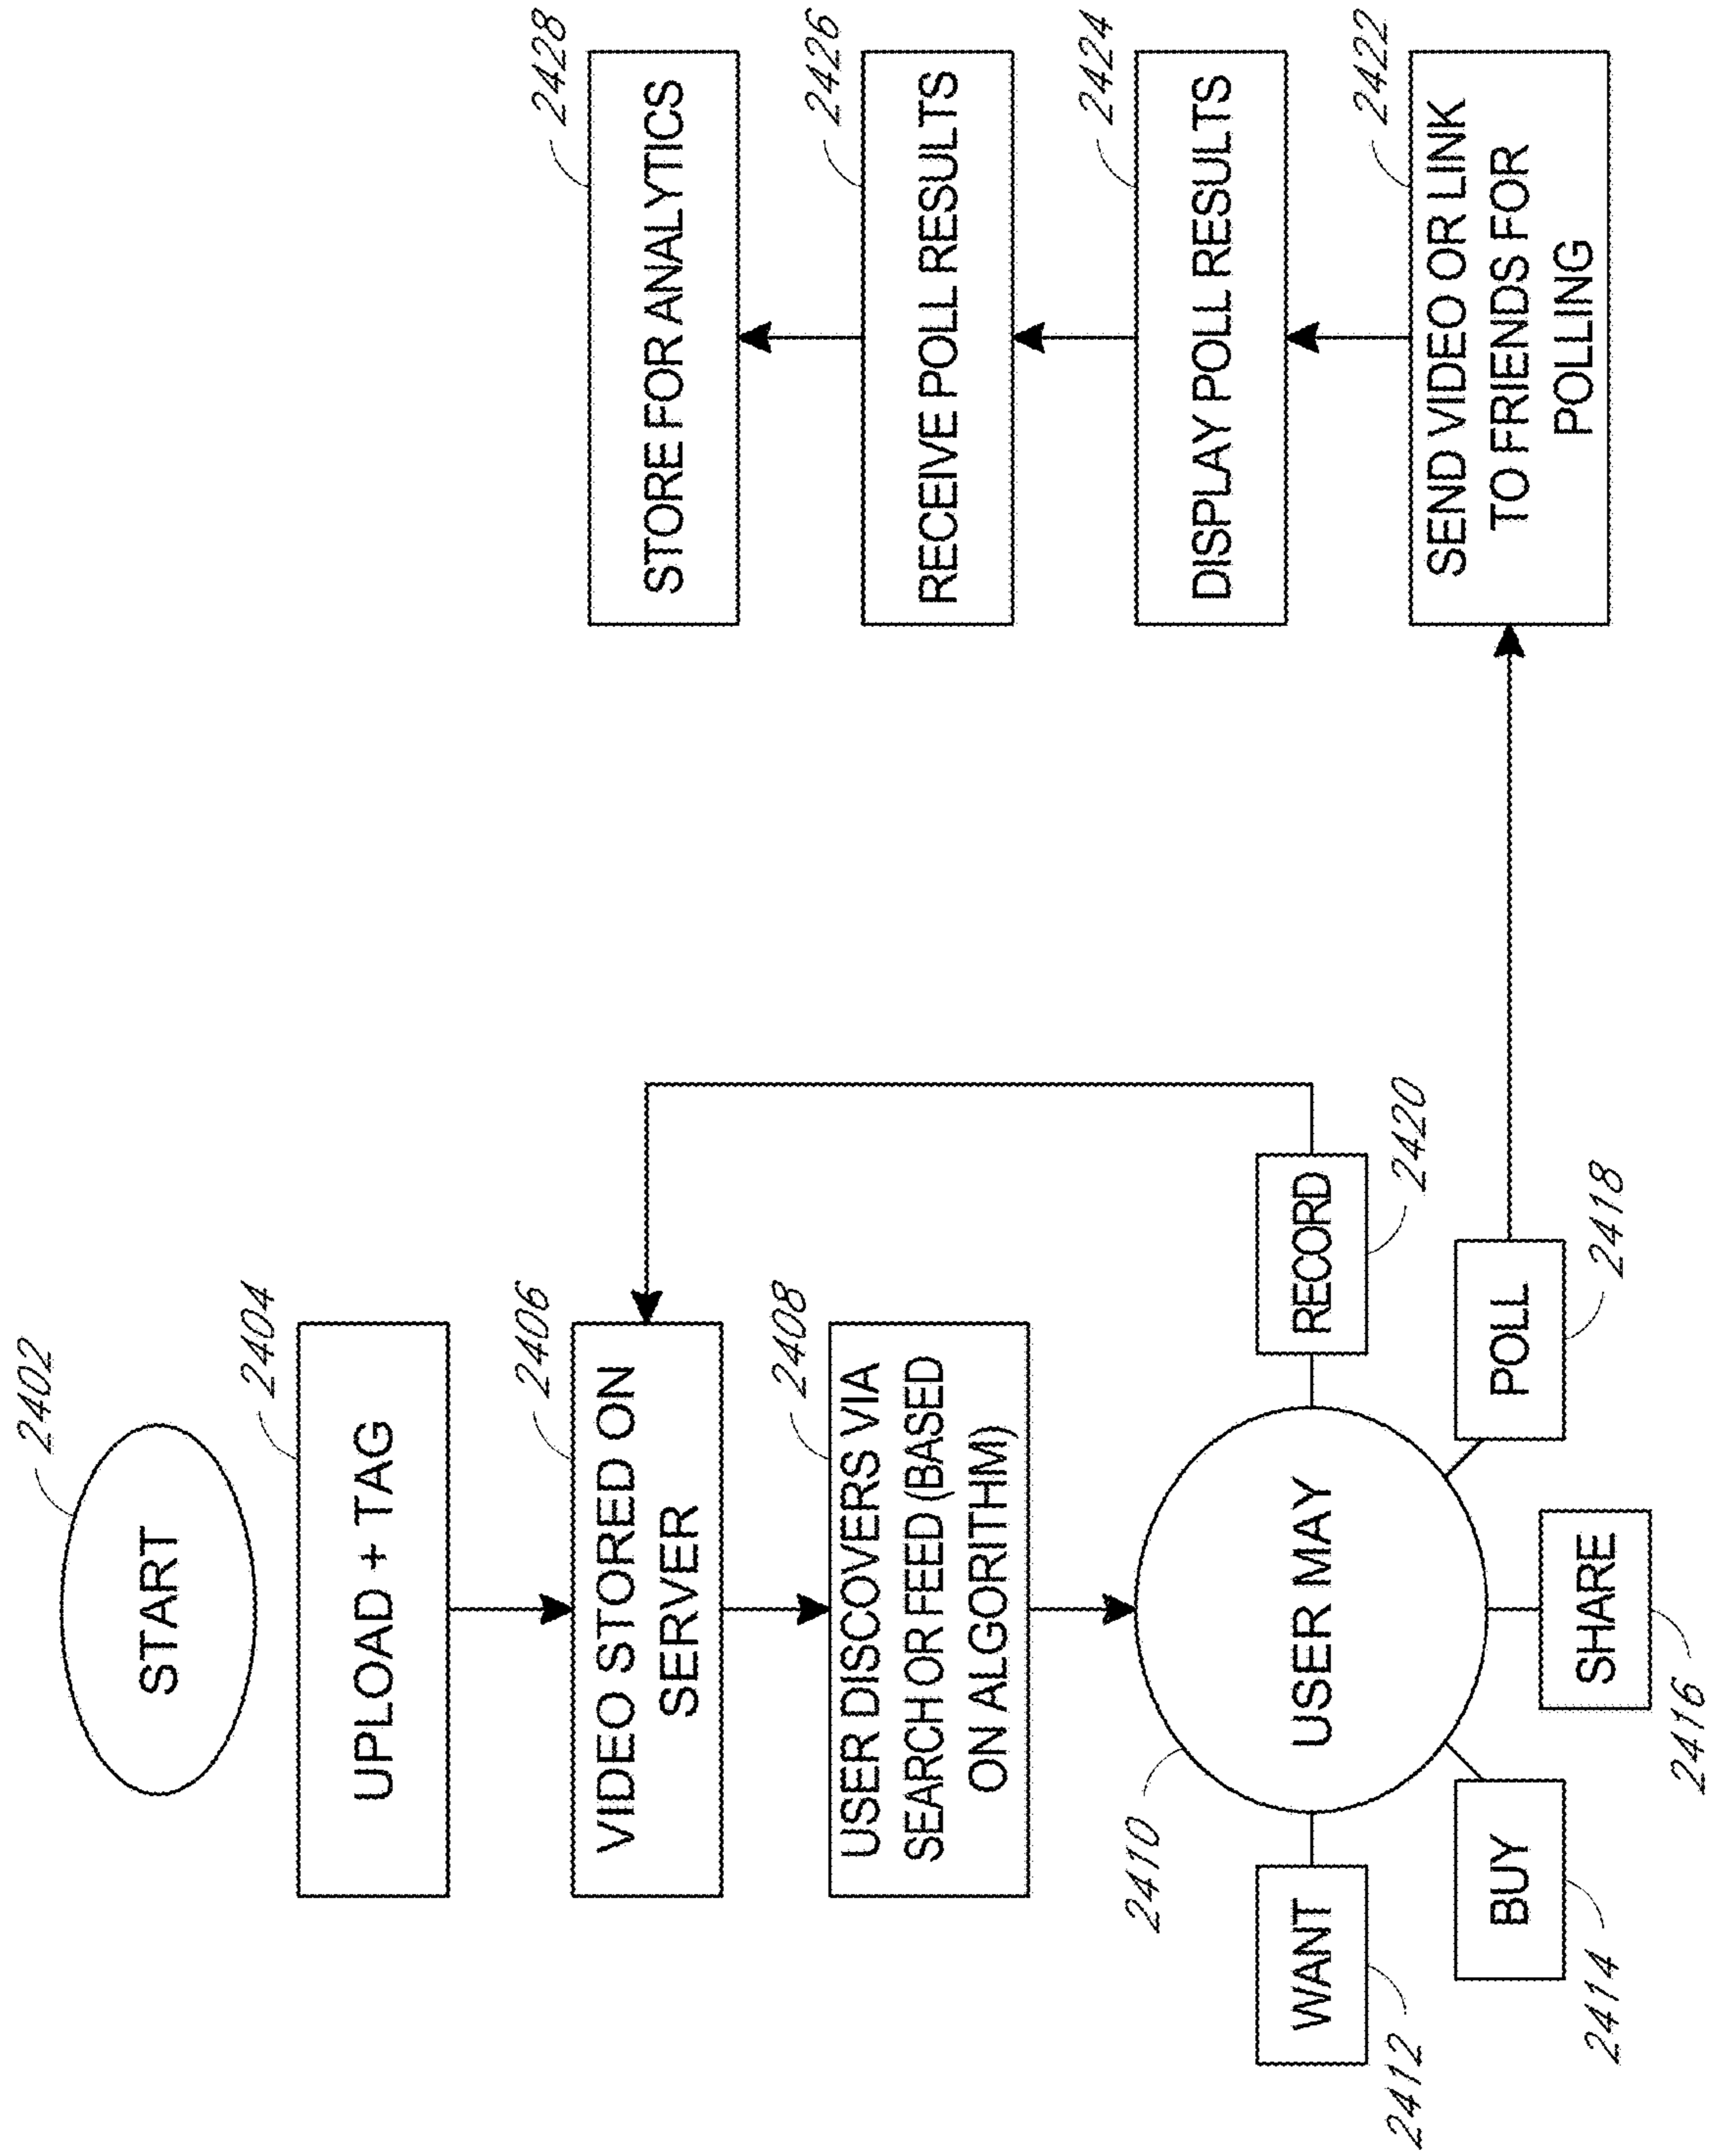 2402
START
2404
UPLOAD + TAG
2406
VIDEO STORED ON
SERVER
2408
USER DISCOVERS VIA
SEARCH OR FEED (BASED
ON ALGORITHM)
2410
USER MAY
WANT
2412
BUY
2414
SHARE
2416
POLL
2418
RECORD
2420
SEND VIDEO OR LINK
TO FRIENDS FOR
POLLING
2422
DISPLAY POLL RESULTS
2424
RECEIVE POLL RESULTS
2426
STORE FOR ANALYTICS
2428